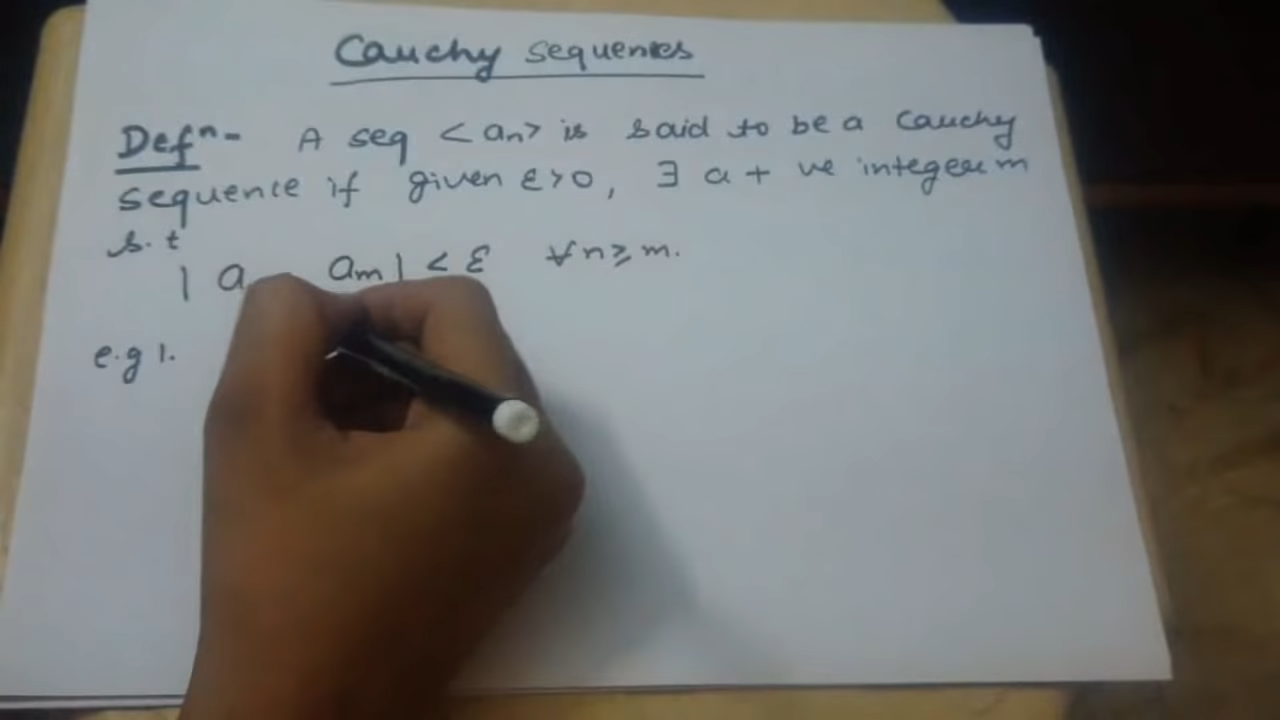 Cauchy sequences
Defⁿ- A seq <aₙ> is said to be a Cauchy
sequence if given ε>0, ∃ a + ve integer m
s.t
| a aₘ| < ε ∀n≥m.
e.g 1.